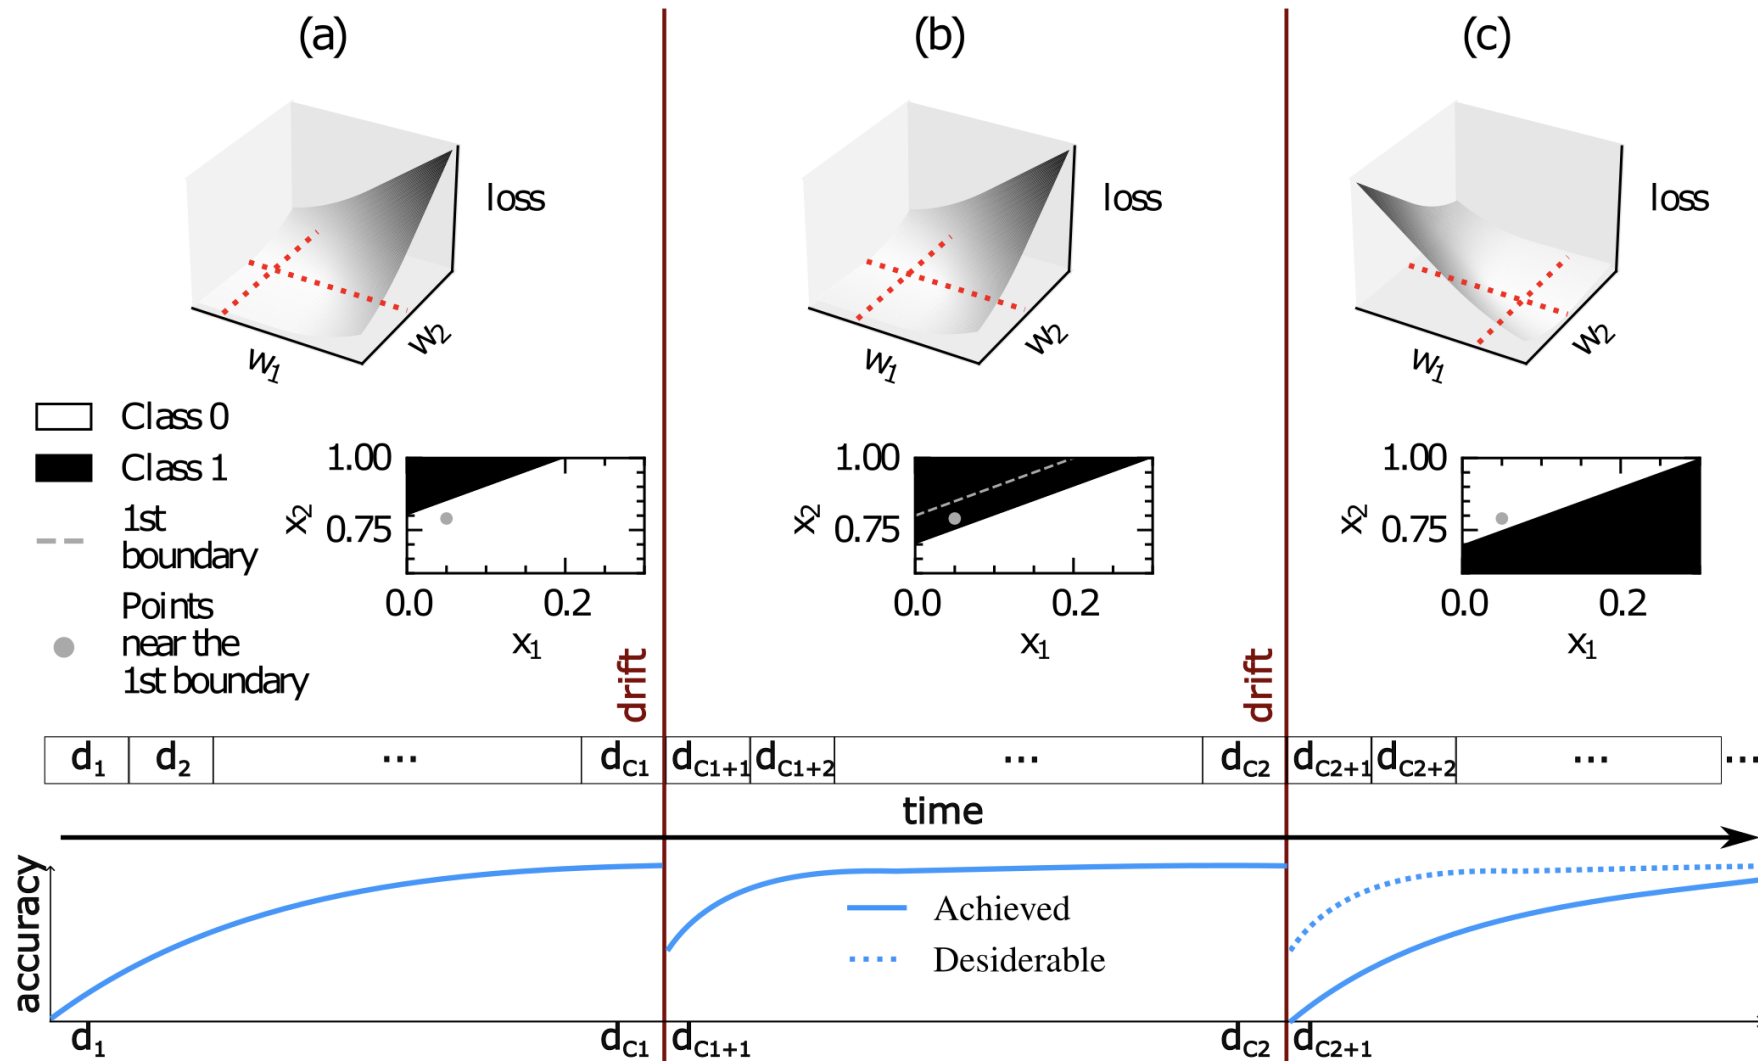 (a) (b) (c)
loss loss loss
w1 w2 w1 w2 w1 w2
Class 0
Class 1
1st
boundary
Points
near the
1st boundary
1.00
0.75
x2
0.0 0.2
x1
1.00
0.75
x2
0.0 0.2
x1
1.00
0.75
x2
0.0 0.2
x1
drift drift
d1 d2 ... dC1 dC1+1 dC1+2 ... dC2 dC2+1 dC2+2 ... ...
time
accuracy
Achieved
Desiderable
d1 dC1 dC1+1 dC2 dC2+1